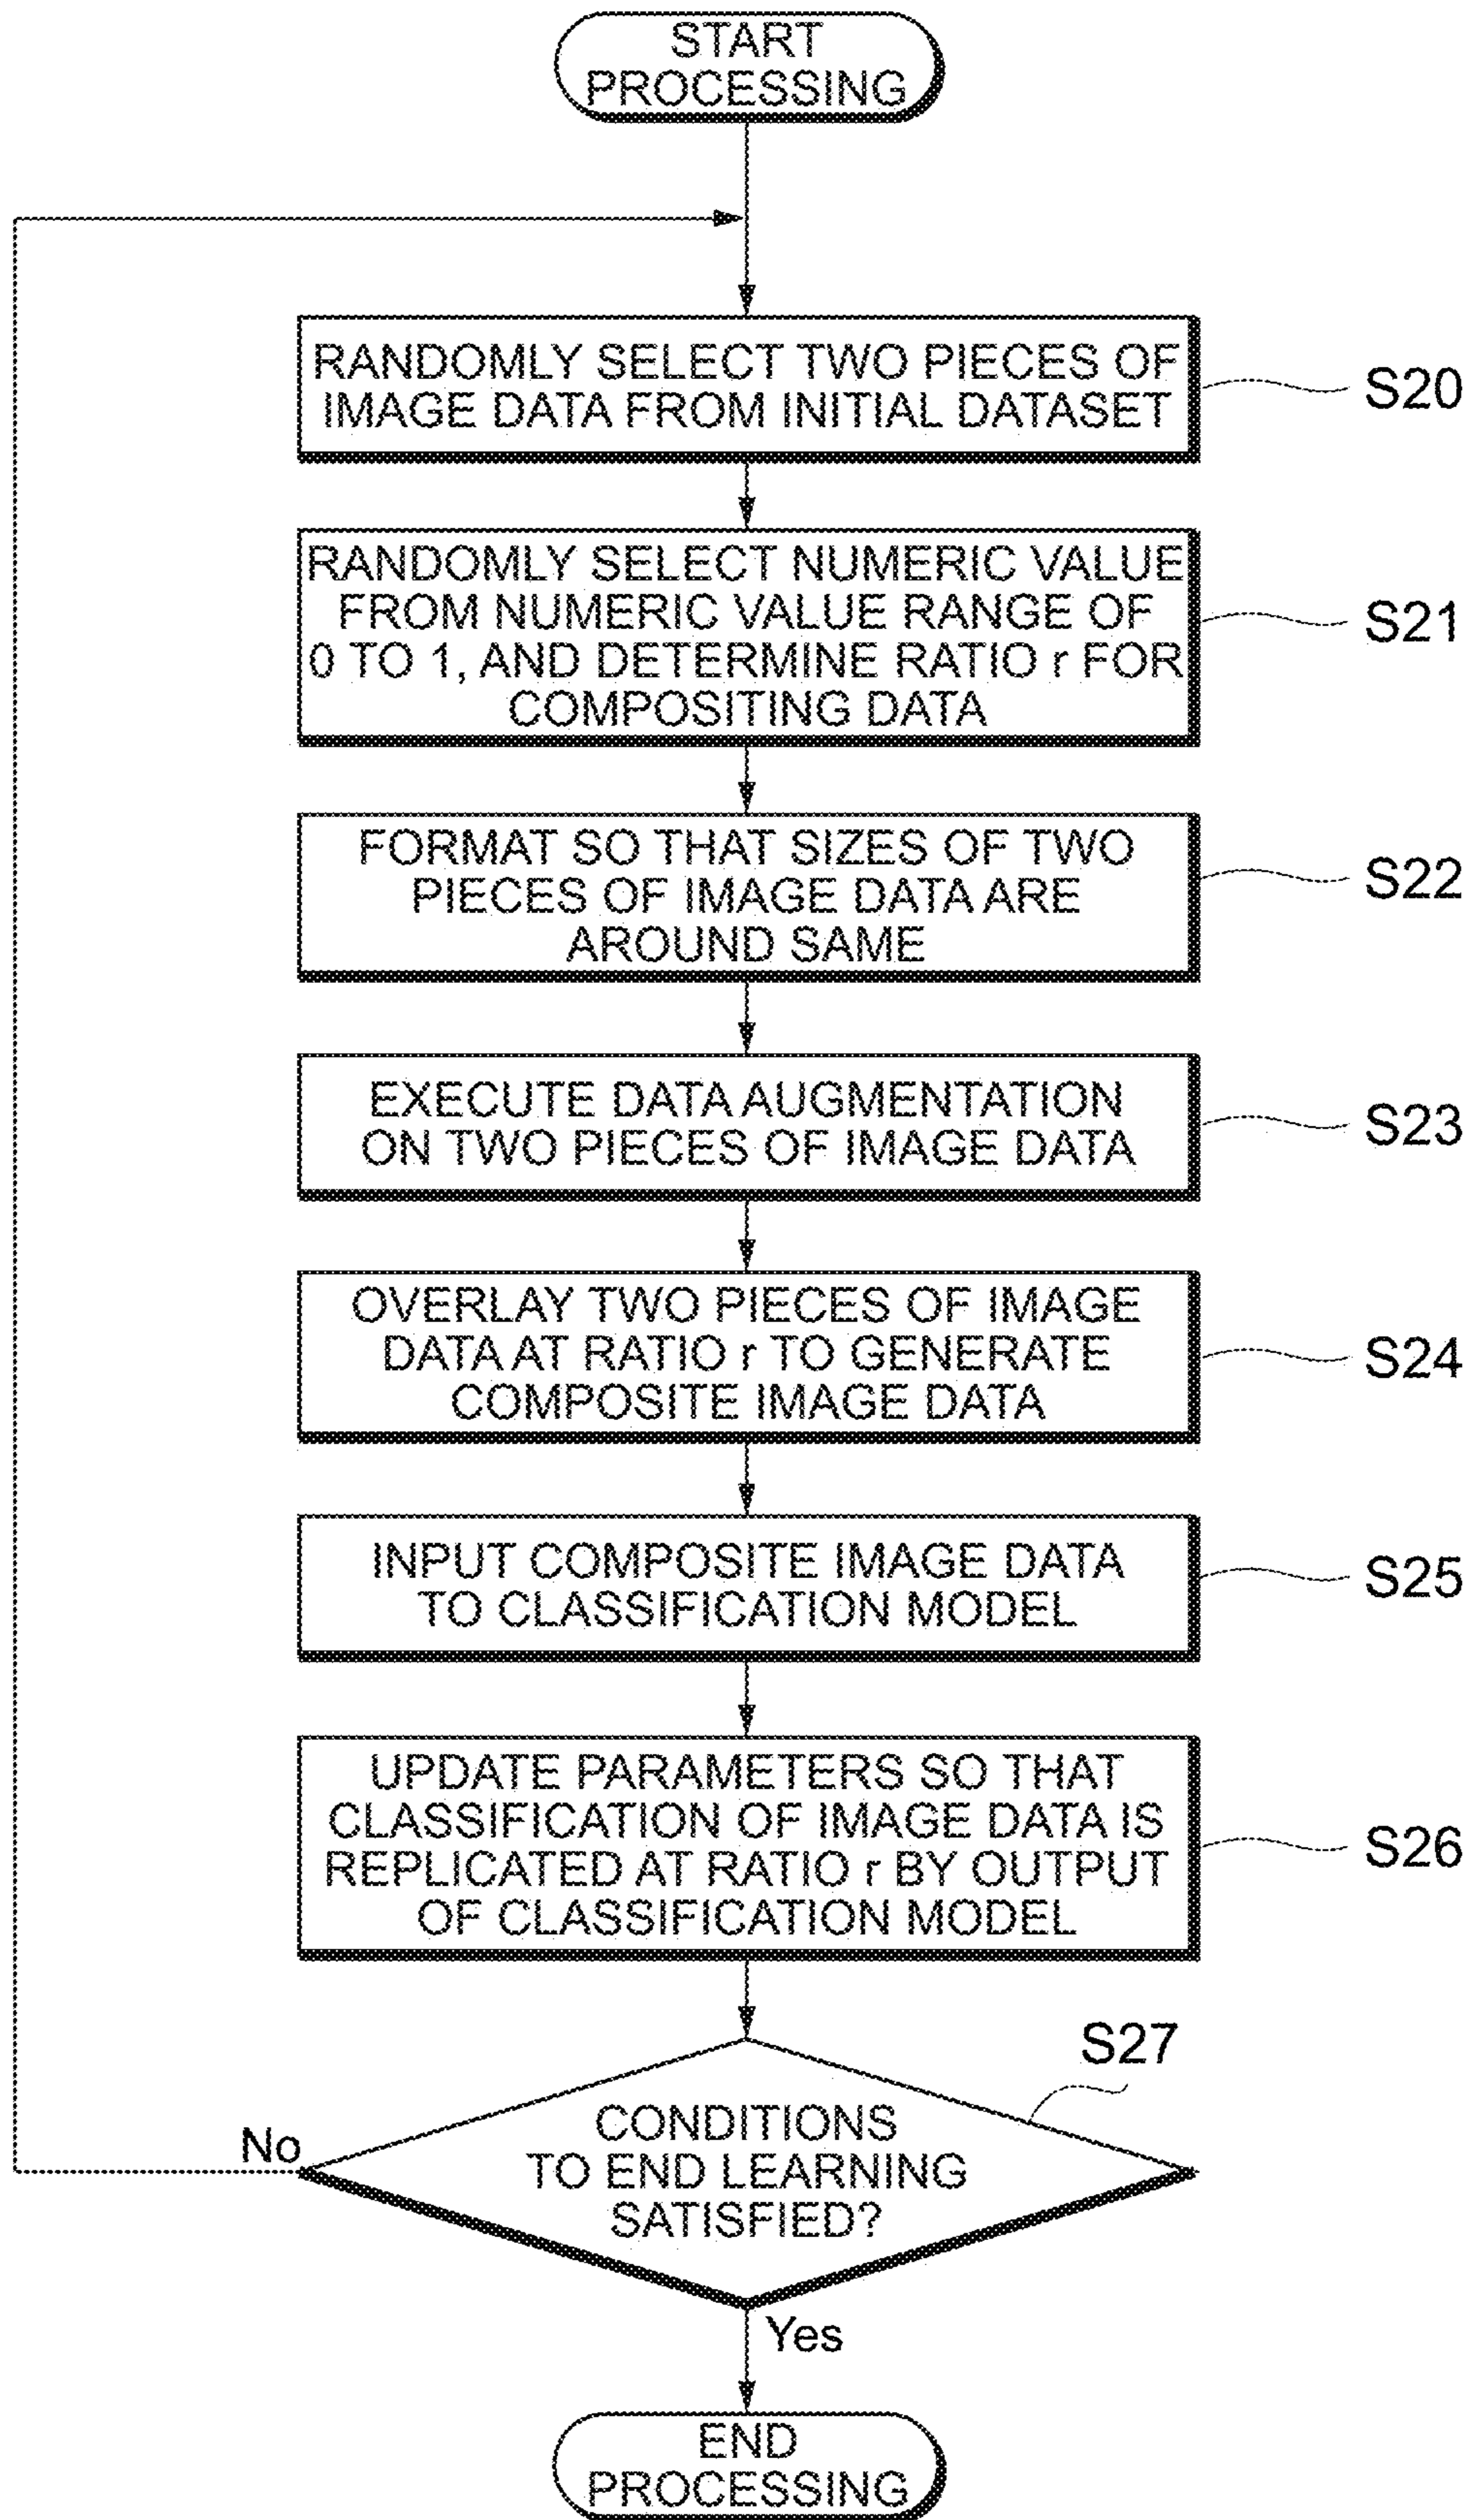 START
PROCESSING
RANDOMLY SELECT TWO PIECES OF
IMAGE DATA FROM INITIAL DATASET
S20
RANDOMLY SELECT NUMERIC VALUE
FROM NUMERIC VALUE RANGE OF
0 TO 1, AND DETERMINE RATIO r FOR
COMPOSITING DATA
S21
FORMAT SO THAT SIZES OF TWO
PIECES OF IMAGE DATA ARE
AROUND SAME
S22
EXECUTE DATA AUGMENTATION
ON TWO PIECES OF IMAGE DATA
S23
OVERLAY TWO PIECES OF IMAGE
DATA AT RATIO r TO GENERATE
COMPOSITE IMAGE DATA
S24
INPUT COMPOSITE IMAGE DATA
TO CLASSIFICATION MODEL
S25
UPDATE PARAMETERS SO THAT
CLASSIFICATION OF IMAGE DATA IS
REPLICATED AT RATIO r BY OUTPUT
OF CLASSIFICATION MODEL
S26
S27
No
CONDITIONS
TO END LEARNING
SATISFIED?
Yes
END
PROCESSING